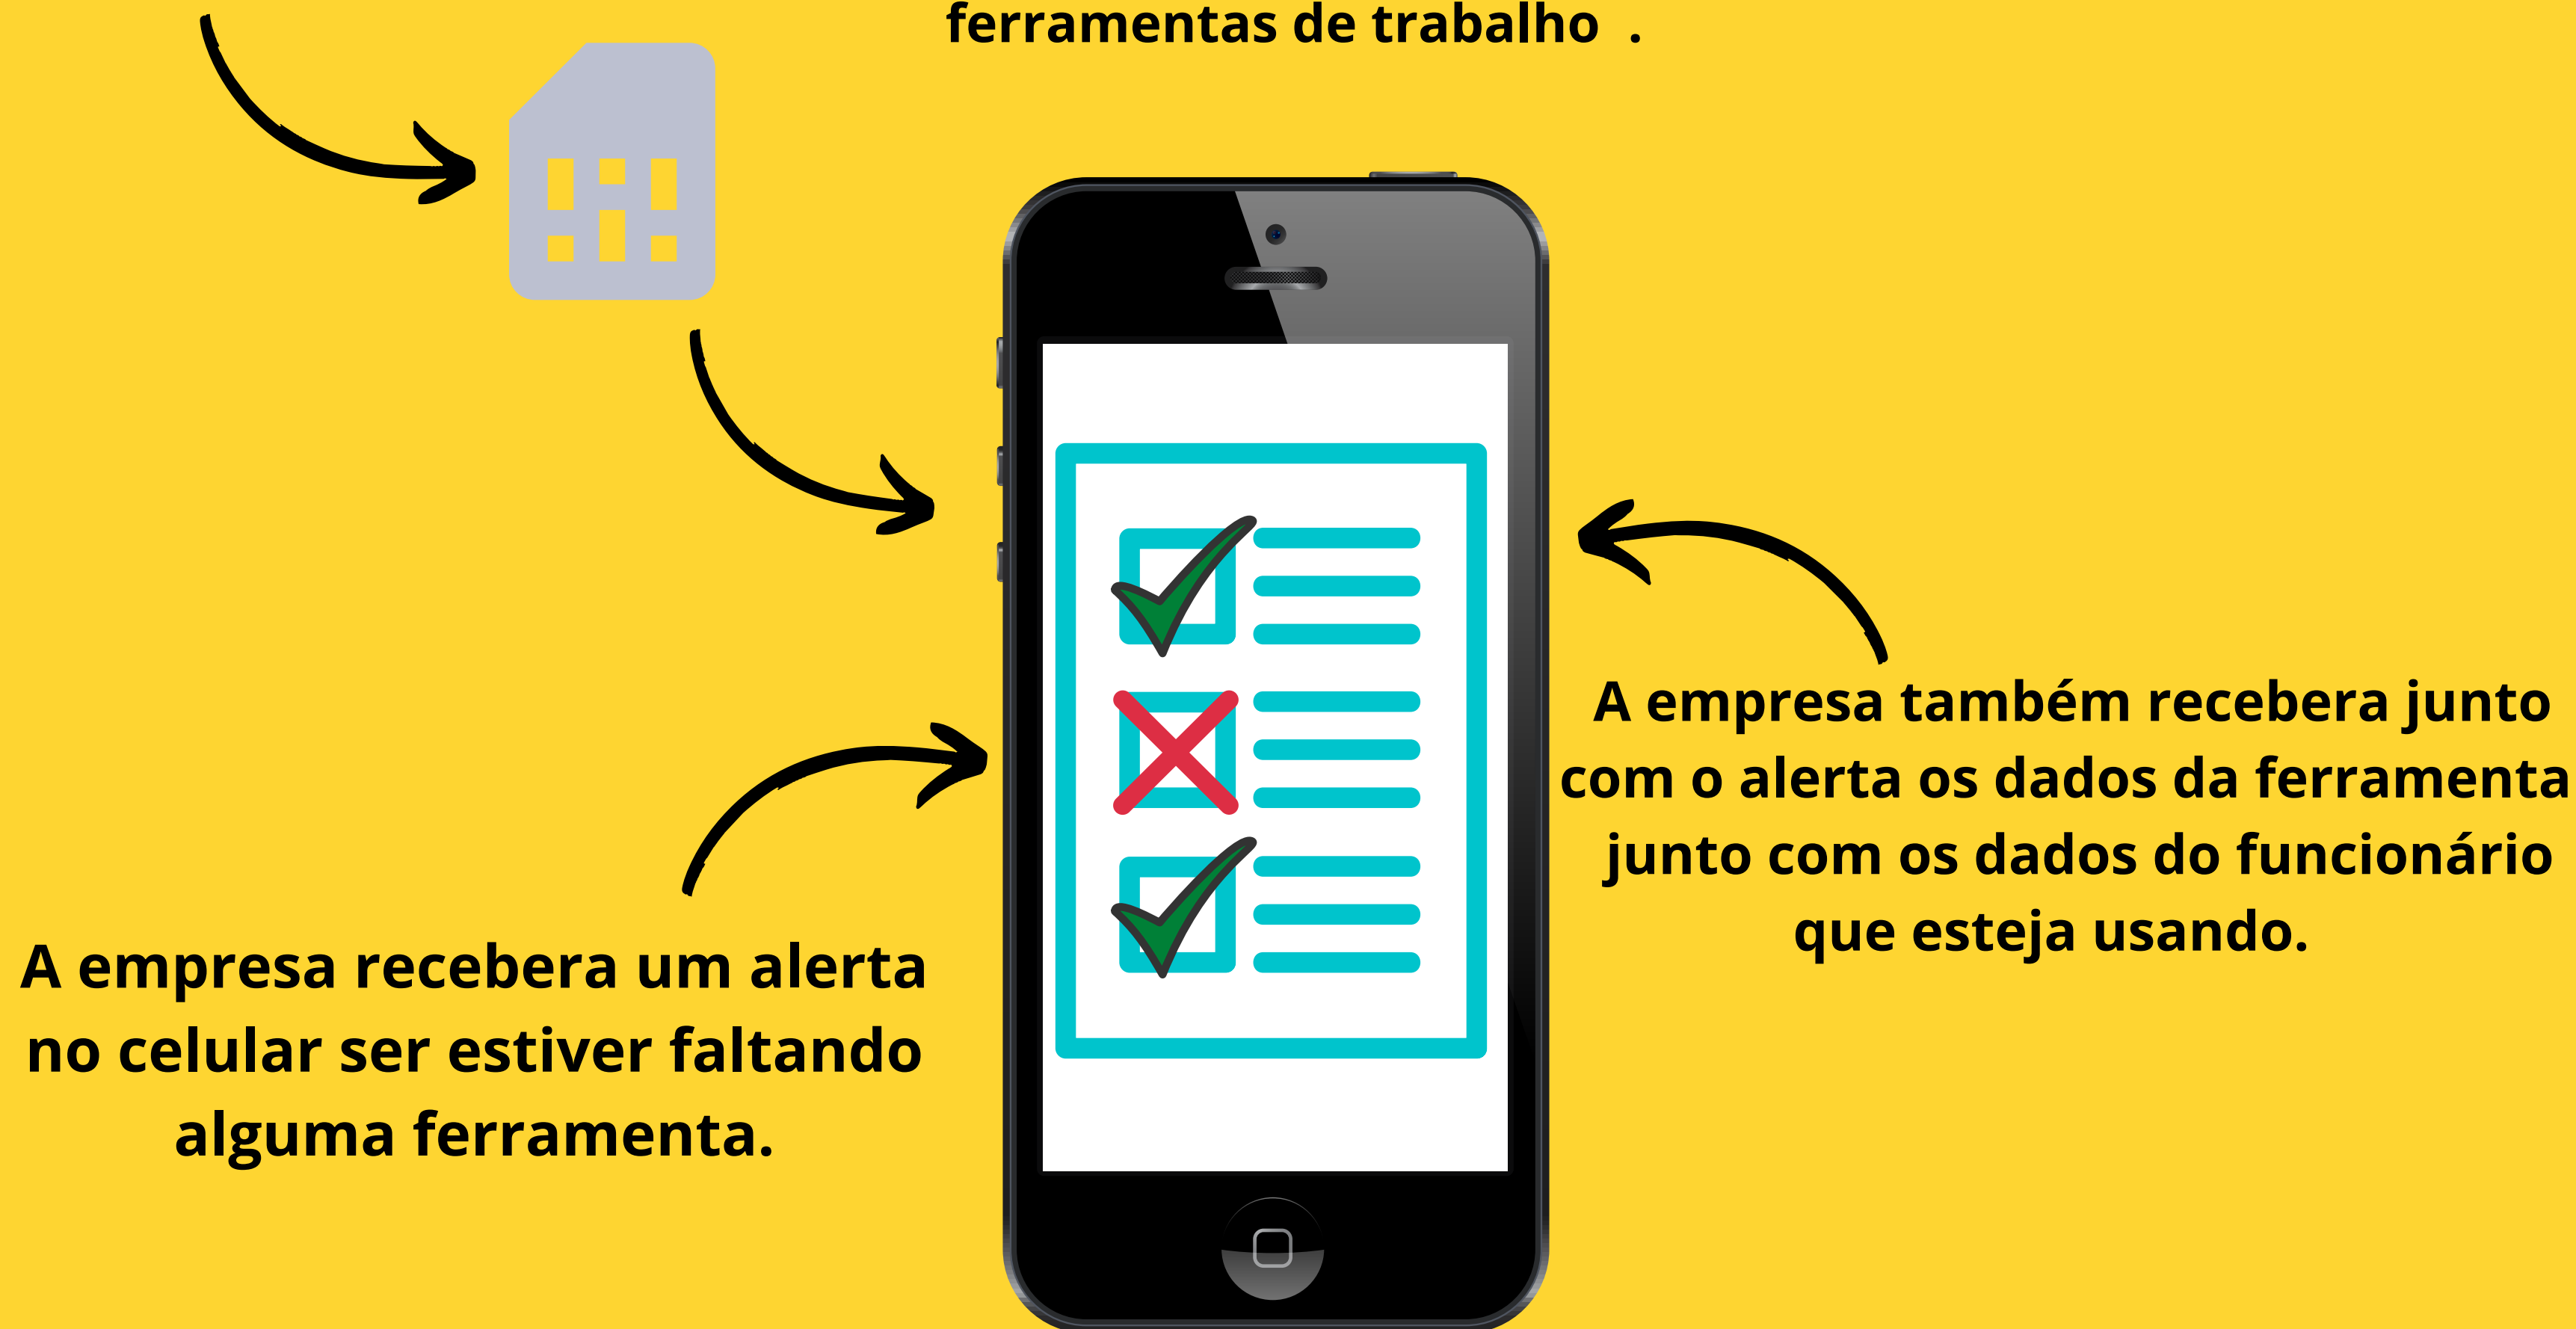 ferramentas de trabalho .
A empresa também recebera junto
com o alerta os dados da ferramenta
junto com os dados do funcionário
que esteja usando.
A empresa recebera um alerta
no celular ser estiver faltando
alguma ferramenta.